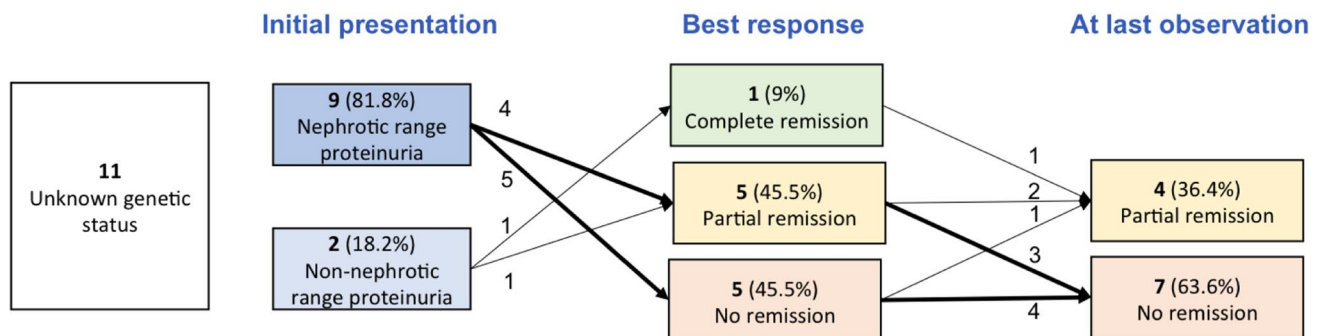 Initial presentation
Best response
At last observation
11
Unknown genetic
status
9 (81.8%)
Nephrotic range
proteinuria
2 (18.2%)
Non-nephrotic
range proteinuria
4
5
1
1
1 (9%)
Complete remission
5 (45.5%)
Partial remission
5 (45.5%)
No remission
1
2
1
3
4
4 (36.4%)
Partial remission
7 (63.6%)
No remission